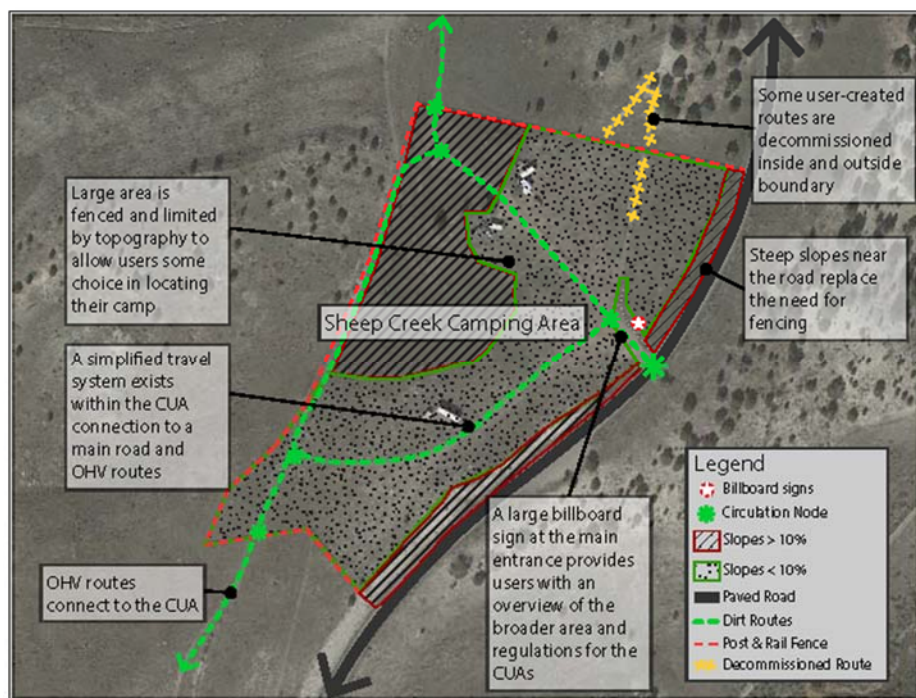 Some user-created
routes are
decommissioned
inside and outside
boundary
Large area is
fenced and limited
by topography to
allow users some
choice in locating
their camp
Steep slopes near
the road replace
the need for
fencing
Sheep Creek Camping Area
A simplified travel
system exists
within the CUA
connection to a
main road and
OHV routes
A large billboard
sign at the main
entrance provides
users with an
overview of the
broader area and
regulations for the
CUAs
OHV routes
connect to the CUA
Legend
Billboard signs
Circulation Node
Slopes > 10%
Slopes < 10%
Paved Road
Dirt Routes
Post & Rail Fence
Decommissioned Route